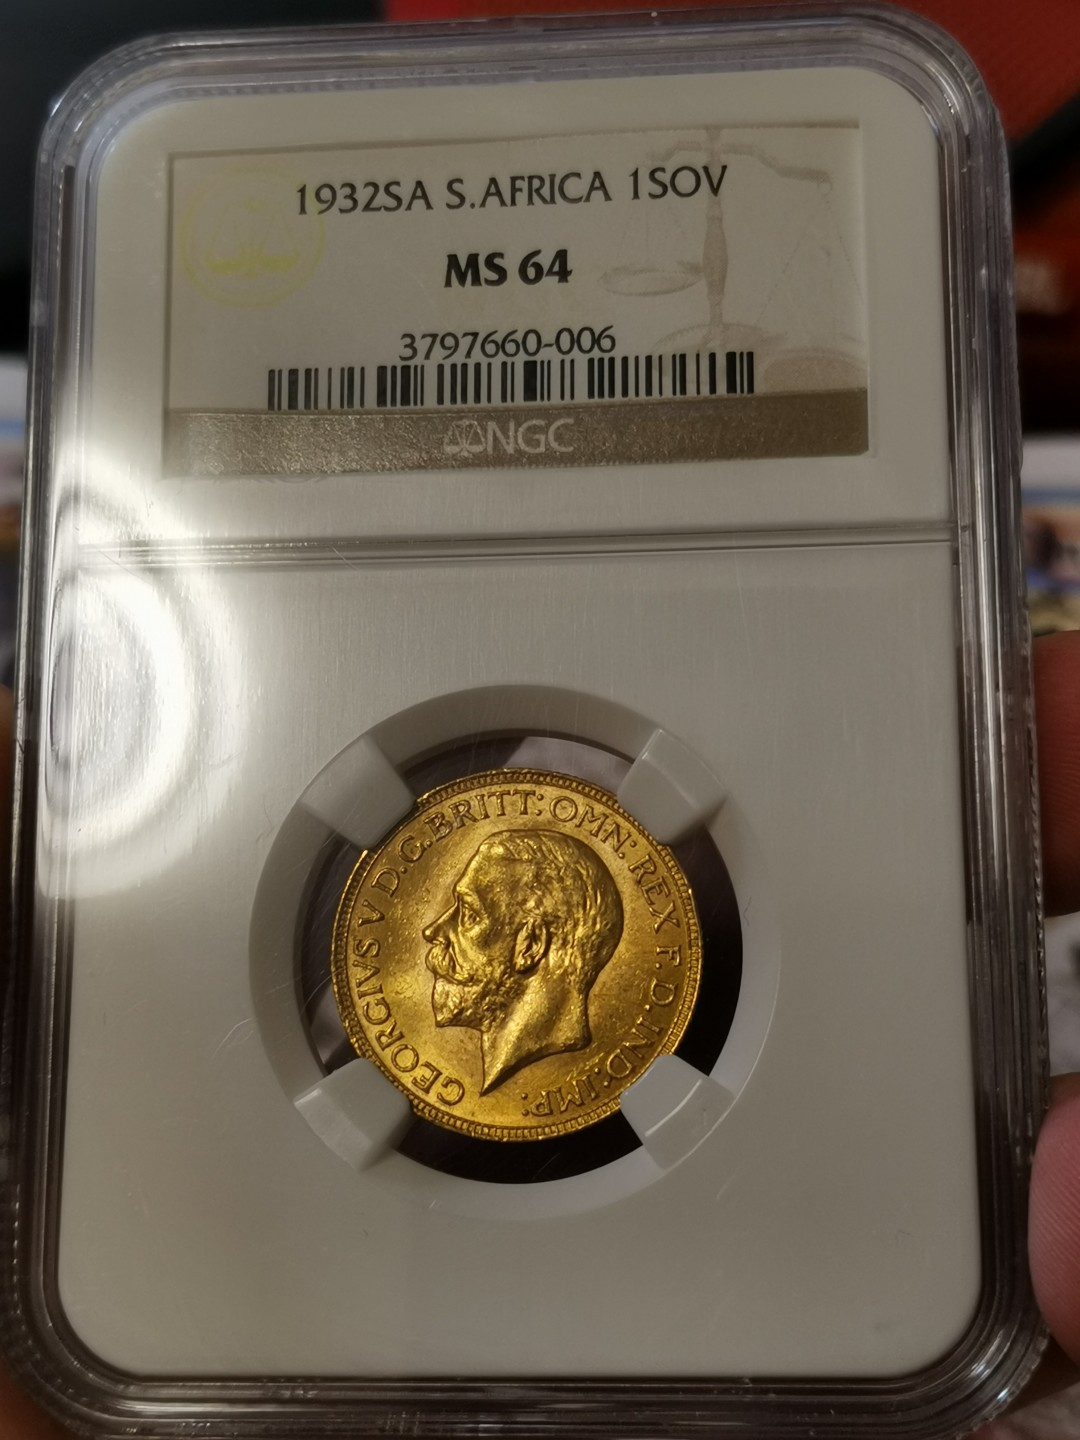 1932SA S.AFRICA 1SOV
MS 64
3797660-006
NGC
GEORGIVS V D.G.BRITT:OMN:REX F.D.IND:IMP: